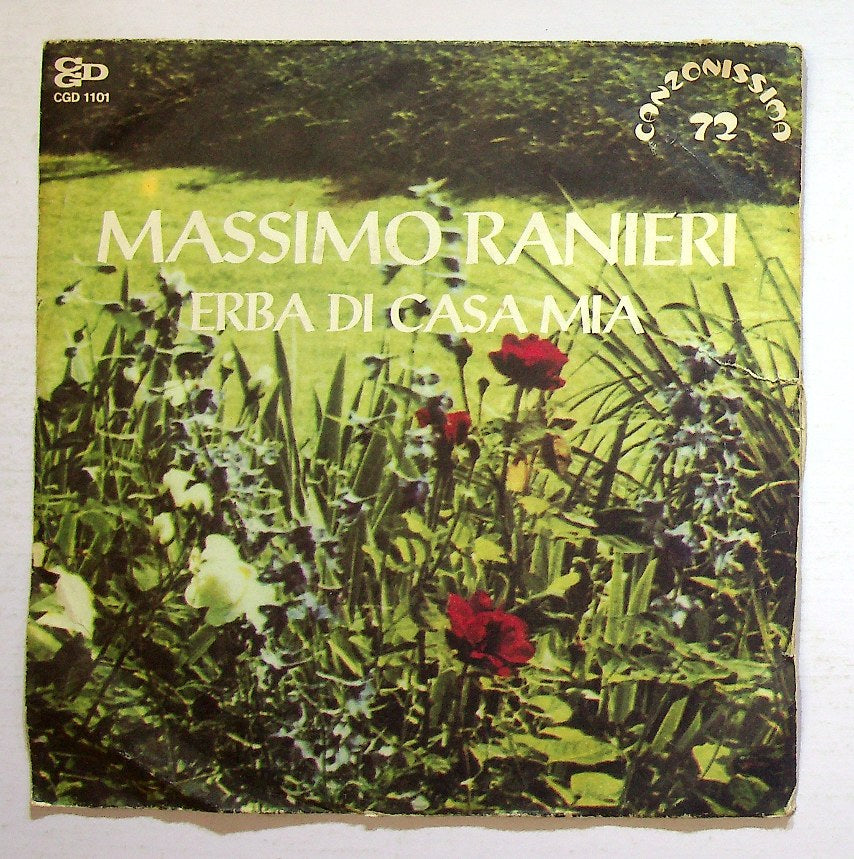 CGD
CGD 1101
CANZONISSIMA
72
MASSIMO RANIERI
ERBA DI CASA MIA